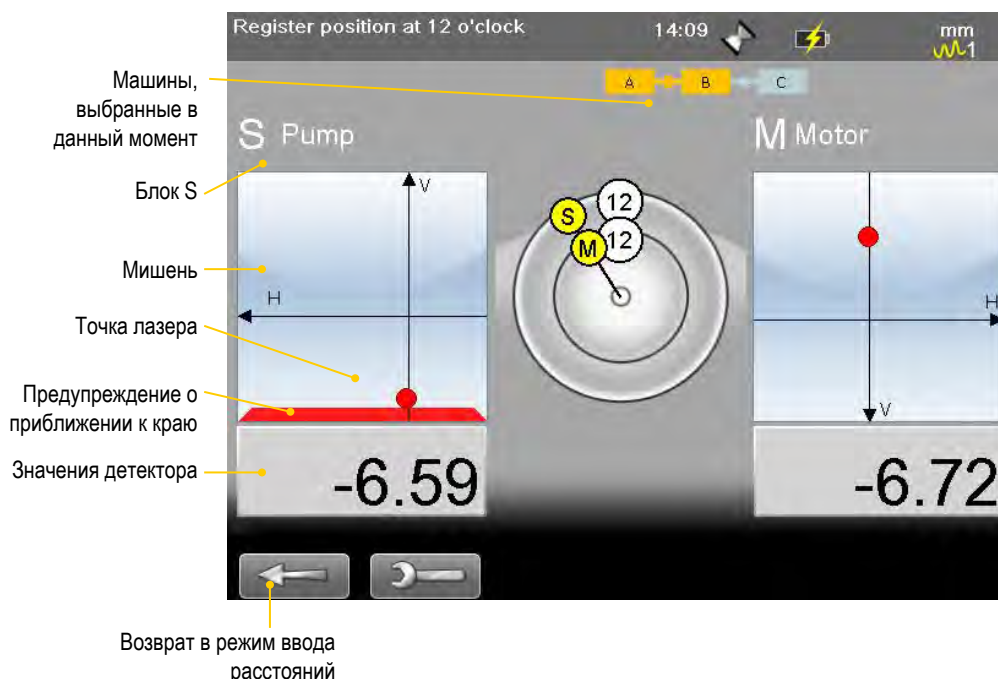 Register position at 12 o'clock
14:09
mm
1
A B C
Машины,
выбранные в
данный момент
S Pump
M Motor
Блок S
V
S
12
M
12
Мишень
H
H
Точка лазера
Предупреждение о
приближении к краю
V
Значения детектора
-6.59
-6.72
Возврат в режим ввода
расстояний